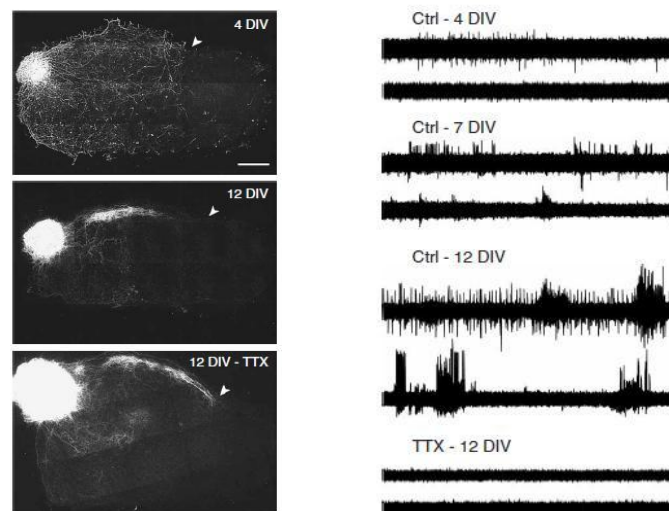 4 DIV
12 DIV
12 DIV - TTX
Ctrl - 4 DIV
Ctrl - 7 DIV
Ctrl - 12 DIV
TTX - 12 DIV